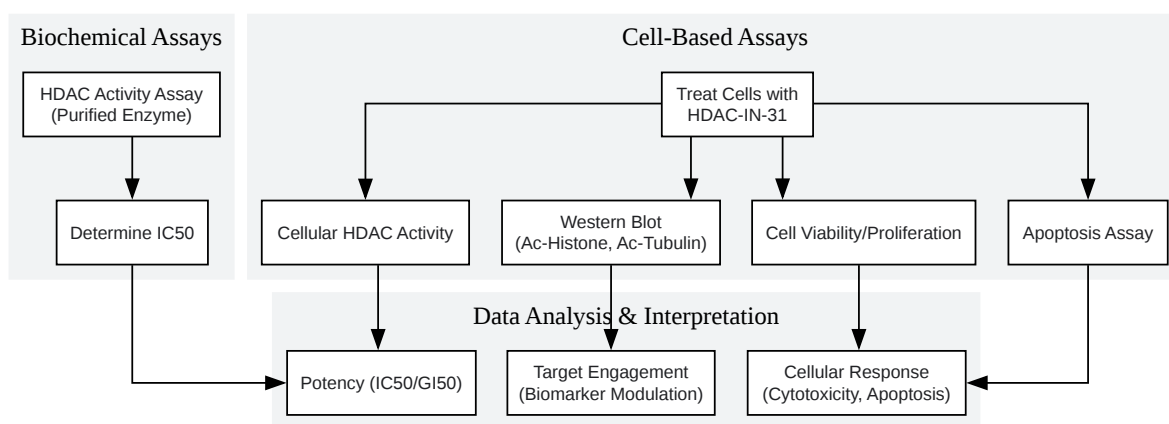 Biochemical Assays
HDAC Activity Assay
(Purified Enzyme)
Determine IC50
Cell-Based Assays
Treat Cells with
HDAC-IN-31
Cellular HDAC Activity
Western Blot
(Ac-Histone, Ac-Tubulin)
Cell Viability/Proliferation
Apoptosis Assay
Data Analysis & Interpretation
Potency (IC50/GI50)
Target Engagement
(Biomarker Modulation)
Cellular Response
(Cytotoxicity, Apoptosis)